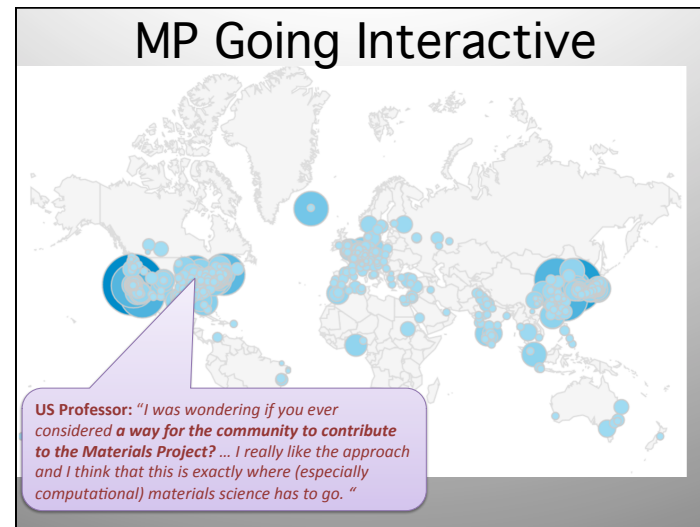 MP Going Interactive
US Professor: “I was wondering if you ever
considered a way for the community to contribute
to the Materials Project? … I really like the approach
and I think that this is exactly where (especially
computational) materials science has to go. “